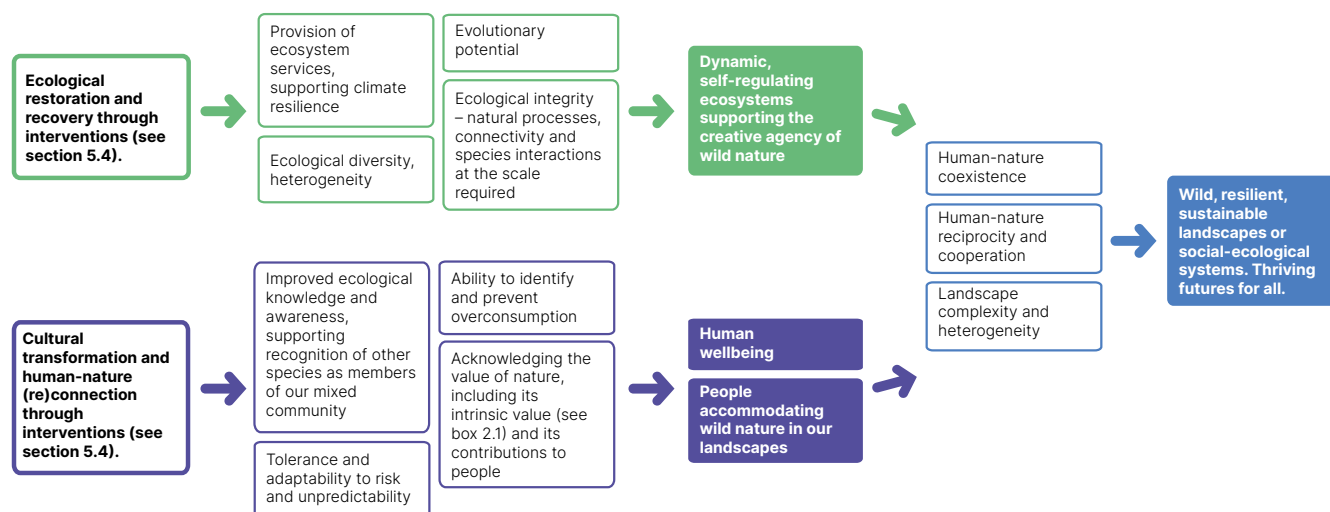 Ecological
restoration and
recovery through
interventions (see
section 5.4).
Provision of
ecosystem
services,
supporting climate
resilience
Ecological diversity,
heterogeneity
Evolutionary
potential
Ecological integrity
– natural processes,
connectivity and
species interactions
at the scale
required
Dynamic,
self-regulating
ecosystems
supporting the
creative agency of
wild nature
Cultural
transformation and
human-nature
(re)connection
through
interventions (see
section 5.4).
Improved ecological
knowledge and
awareness,
supporting
recognition of other
species as members
of our mixed
community
Tolerance and
adaptability to risk
and unpredictability
Ability to identify
and prevent
overconsumption
Acknowledging the
value of nature,
including its
intrinsic value (see
box 2.1) and its
contributions to
people
Human
wellbeing
People
accommodating
wild nature in our
landscapes
Human-nature
coexistence
Human-nature
reciprocity and
cooperation
Landscape
complexity and
heterogeneity
Wild, resilient,
sustainable
landscapes or
social-ecological
systems. Thriving
futures for all.